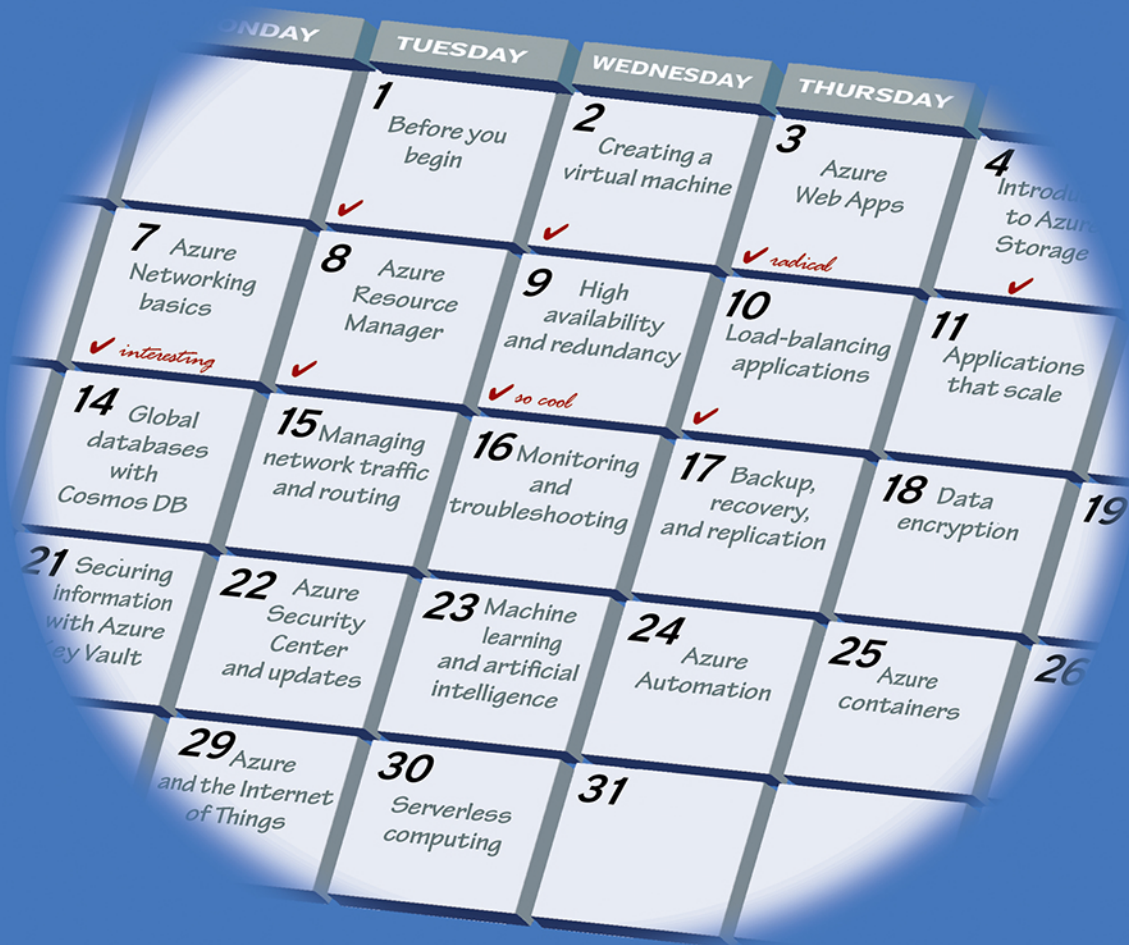 ONDAY
TUESDAY
WEDNESDAY
THURSDAY
1
Before you
begin
✓
2
Creating a
virtual machine
✓
3
Azure
Web Apps
✓ radical
4
to Azure
Storage
✓
7 Azure
Networking
basics
✓ interesting
8 Azure
Resource
Manager
✓
9 High
availability
and redundancy
✓ so cool
10
Load-balancing
applications
✓
11
Applications
that scale
14 Global
databases
with
Cosmos DB
15 Managing
network traffic
and routing
16 Monitoring
and
troubleshooting
17 Backup,
recovery,
and replication
18 Data
encryption
19
21 Securing
information
with Azure
ey Vault
22 Azure
Security
Center
and updates
23 Machine
learning
and artificial
intelligence
24
Azure
Automation
25
Azure
containers
26
29 Azure
and the Internet
of Things
30
Serverless
computing
31